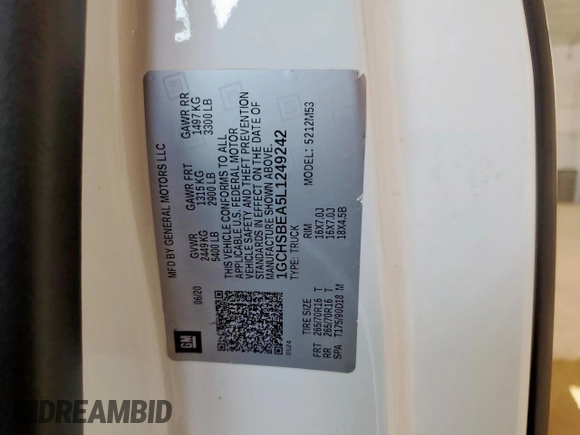 MFD BY GENERAL MOTORS LLC
06/20
GVWR
2449 KG
5400 LB
GAWR FRT
1315 KG
2900 LB
GAWR RR
1497 KG
3300 LB
THIS VEHICLE CONFORMS TO ALL
APPLICABLE U.S. FEDERAL MOTOR
VEHICLE SAFETY AND THEFT PREVENTION
STANDARDS IN EFFECT ON THE DATE OF
MANUFACTURE SHOWN ABOVE.
1GCHSBEA5L1249242
TYPE: TRUCK
MODEL: 5212M53
GM
0524
TIRE SIZE
RIM
FRT 265/70R16 T 16X7.0J
RR 265/70R16 T 16X7.0J
SPA T175/90D18 M 18X4.5B
DREAMBID